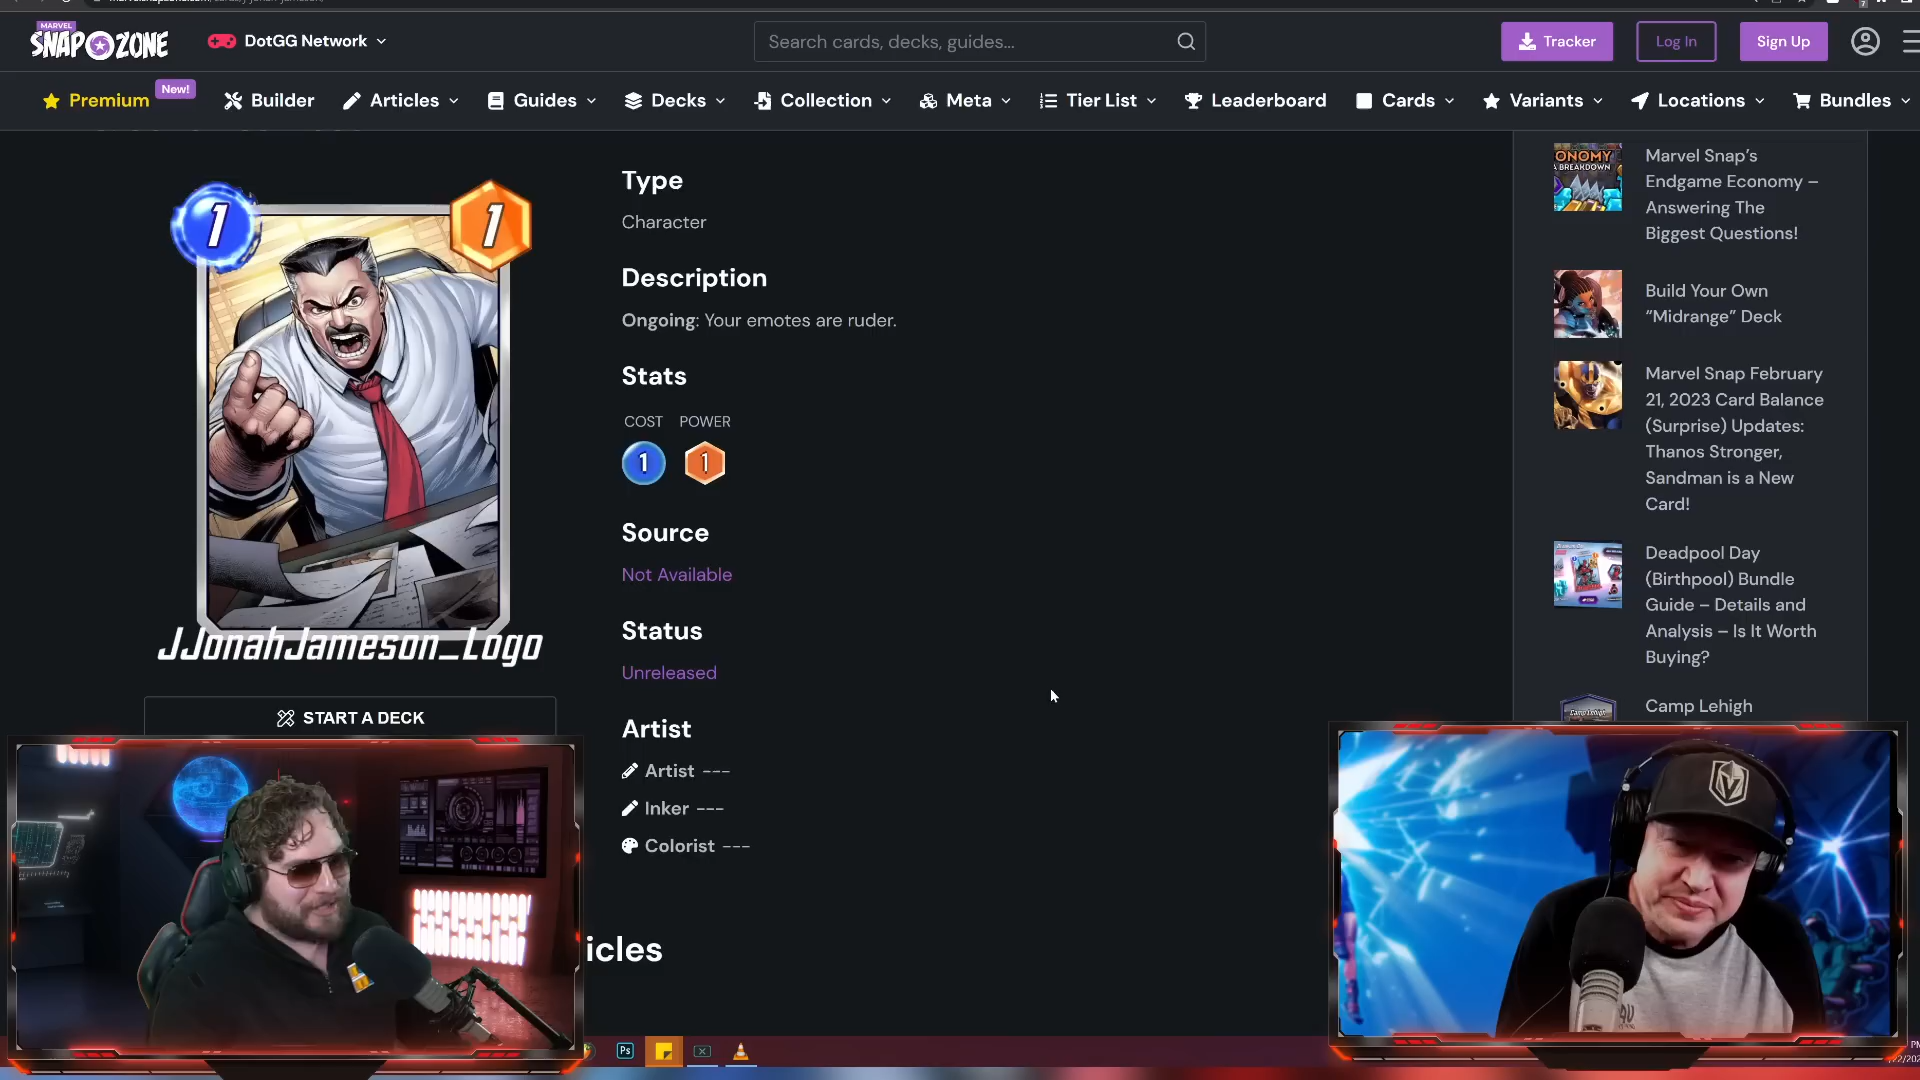 MARVEL
SNAP ZONE
DotGG Network
Search cards, decks, guides...
Tracker
Log In
Sign Up
Premium
New!
Builder
Articles
Guides
Decks
Collection
Meta
Tier List
Leaderboard
Cards
Variants
Locations
Bundles
1
1
JJonahJameson_Logo
START A DECK
Type
Character
Description
Ongoing: Your emotes are ruder.
Stats
COST POWER
1 1
Source
Not Available
Status
Unreleased
Artist
Artist ---
Inker ---
Colorist ---
icles
ONOMY
A BREAKDOWN
Marvel Snap's
Endgame Economy –
Answering The
Biggest Questions!
Build Your Own
“Midrange” Deck
Marvel Snap February
21, 2023 Card Balance
(Surprise) Updates:
Thanos Stronger,
Sandman is a New
Card!
Deadpool Day
(Birthpool) Bundle
Guide – Details and
Analysis – Is It Worth
Buying?
Camp Lehigh
Camp Lehigh
Ps